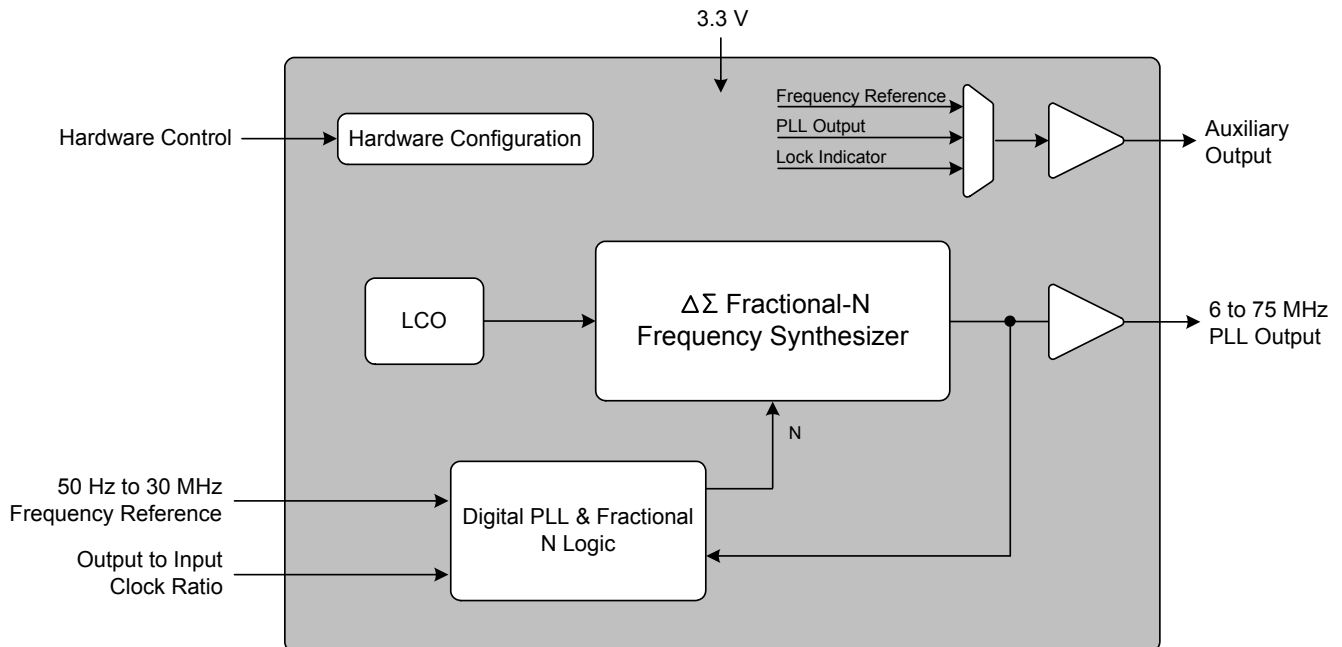 3.3 V
Hardware Control
Hardware Configuration
Frequency Reference
PLL Output
Lock Indicator
Auxiliary
Output
LCO
ΔΣ Fractional-N
Frequency Synthesizer
6 to 75 MHz
PLL Output
N
50 Hz to 30 MHz
Frequency Reference
Digital PLL & Fractional
N Logic
Output to Input
Clock Ratio